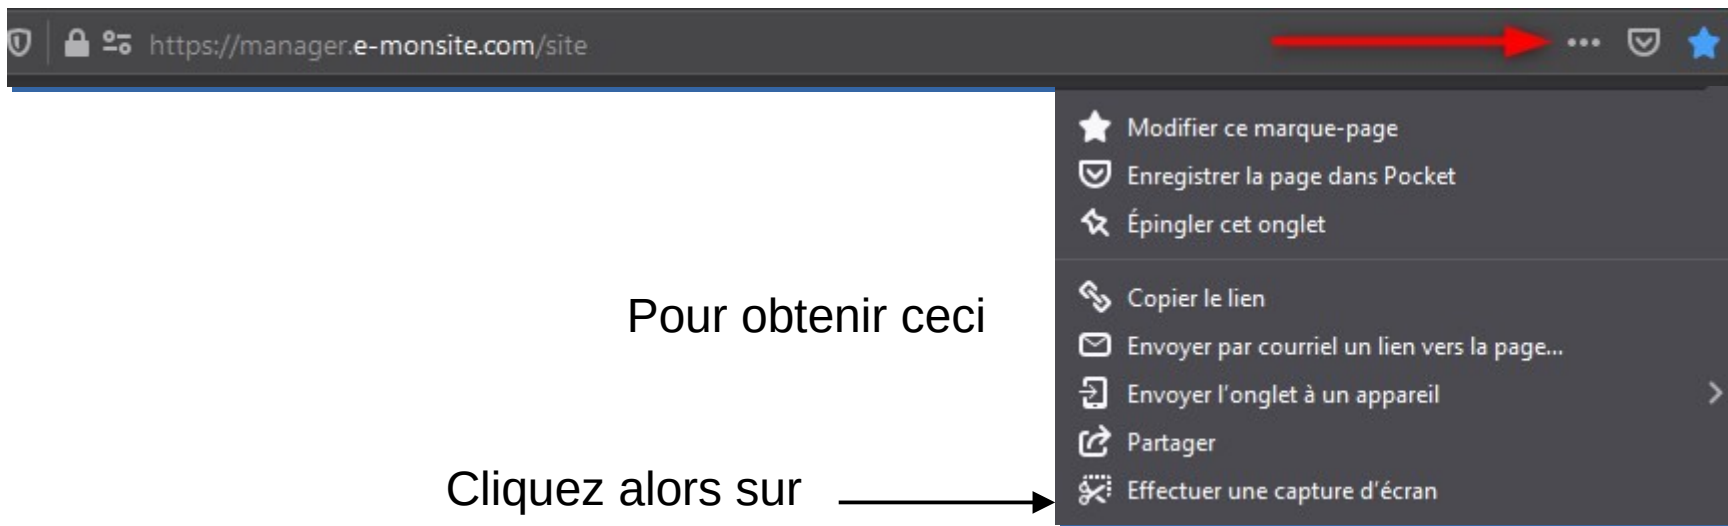 https://manager.e-monsite.com/site
Modifier ce marque-page
Enregistrer la page dans Pocket
Épingler cet onglet
Pour obtenir ceci
Copier le lien
Envoyer par courriel un lien vers la page...
Envoyer l'onglet à un appareil
Partager
Cliquez alors sur
Effectuer une capture d'écran